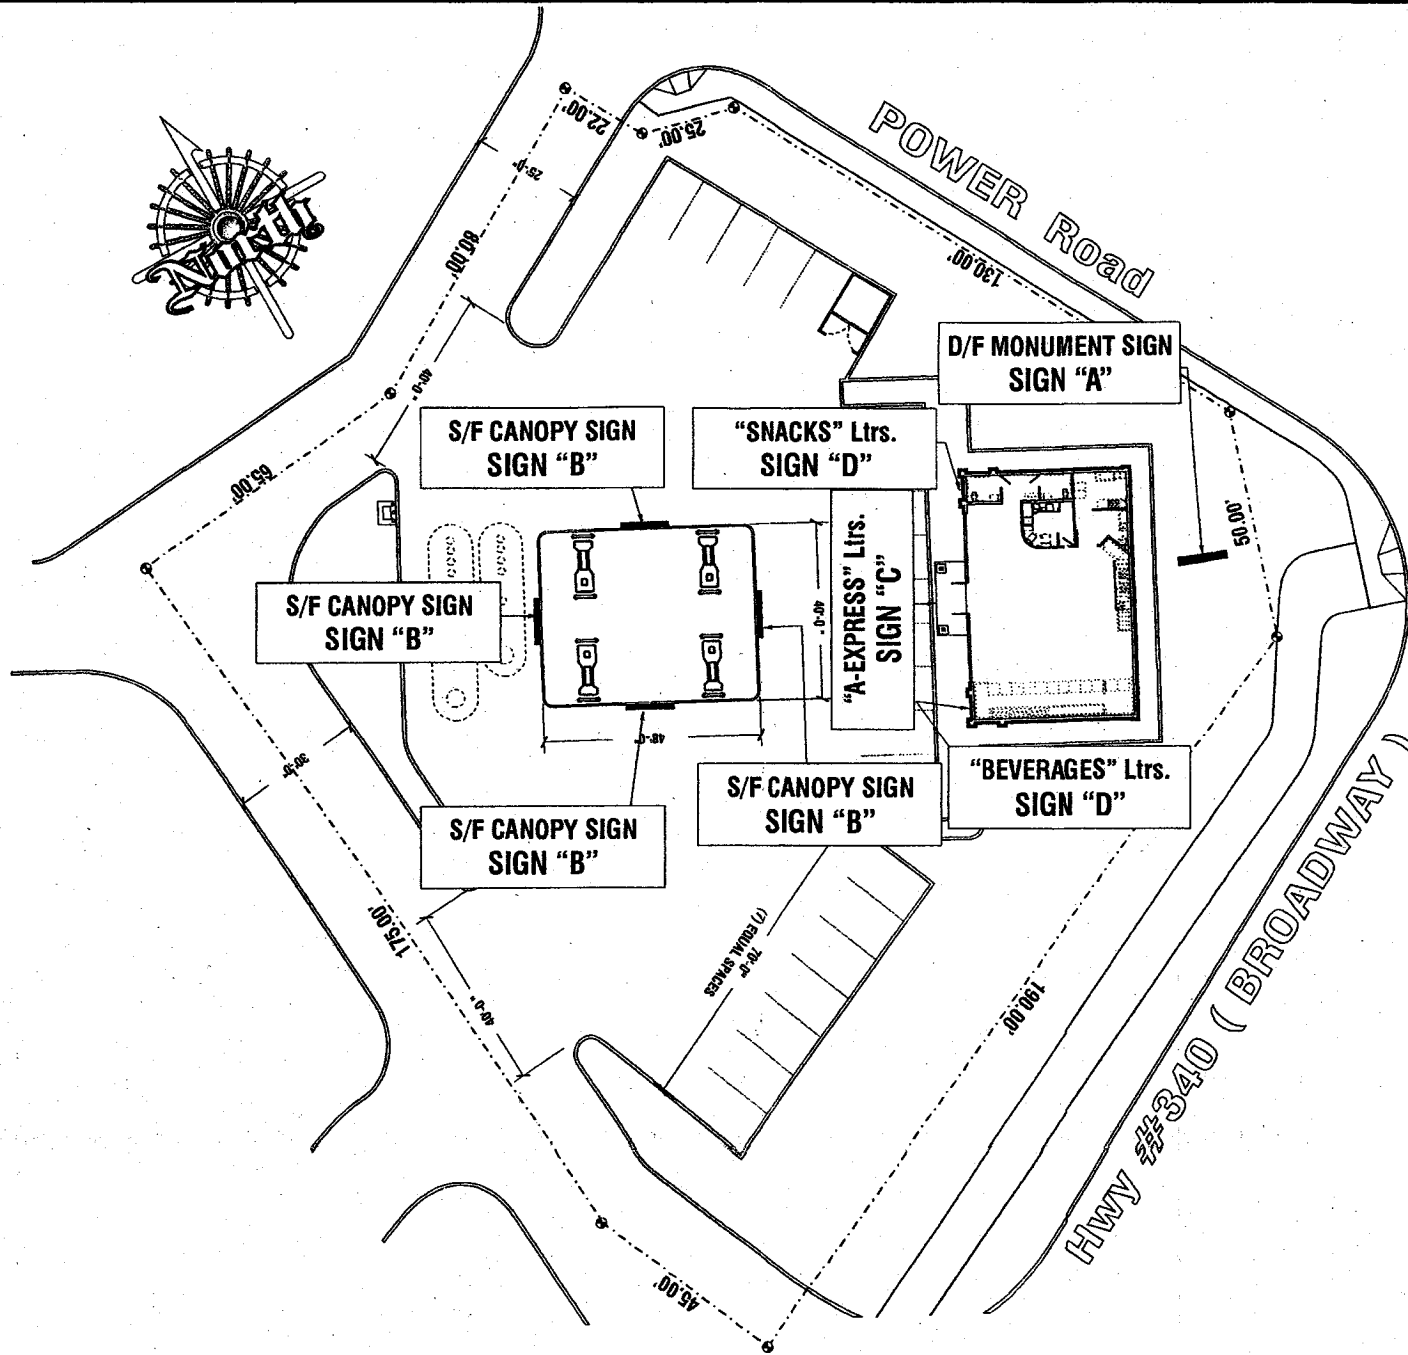 North
22.00'
25.00'
POWER Road
25'-0"
80.00'
130.00'
40'-0"
D/F MONUMENT SIGN
SIGN "A"
S/F CANOPY SIGN
SIGN "B"
"SNACKS" Ltrs.
SIGN "D"
65.00'
50.00'
S/F CANOPY SIGN
SIGN "B"
40'-0"
"A-EXPRESS" Ltrs.
SIGN "C"
48'-0"
30'-0"
S/F CANOPY SIGN
SIGN "B"
"BEVERAGES" Ltrs.
SIGN "D"
S/F CANOPY SIGN
SIGN "B"
175.00'
(7) EQUAL SPACES
70'-0"
40'-0"
190.00'
Hwy #340 ( BROADWAY )
45.00'